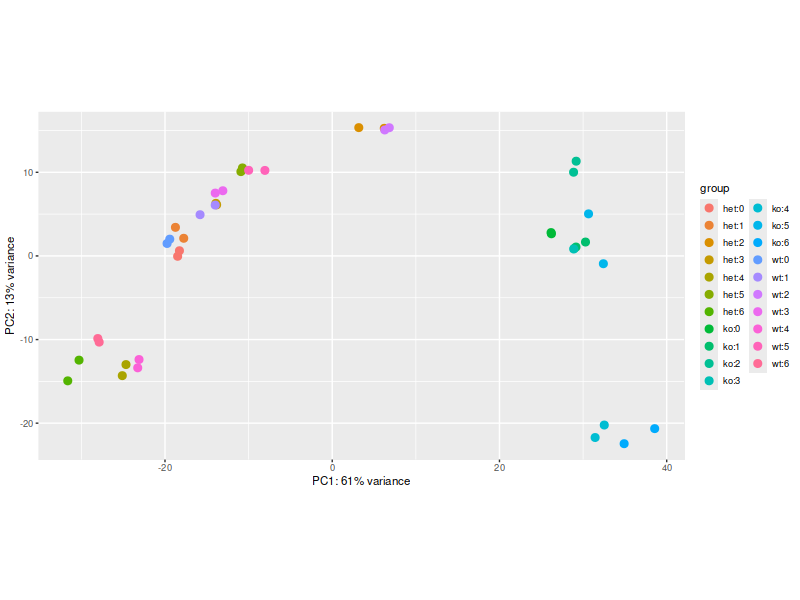 10
0
-10
-20
PC2: 13% variance
-20
0
20
40
PC1: 61% variance
group
het:0
het:1
het:2
het:3
het:4
het:5
het:6
ko:0
ko:1
ko:2
ko:3
ko:4
ko:5
ko:6
wt:0
wt:1
wt:2
wt:3
wt:4
wt:5
wt:6